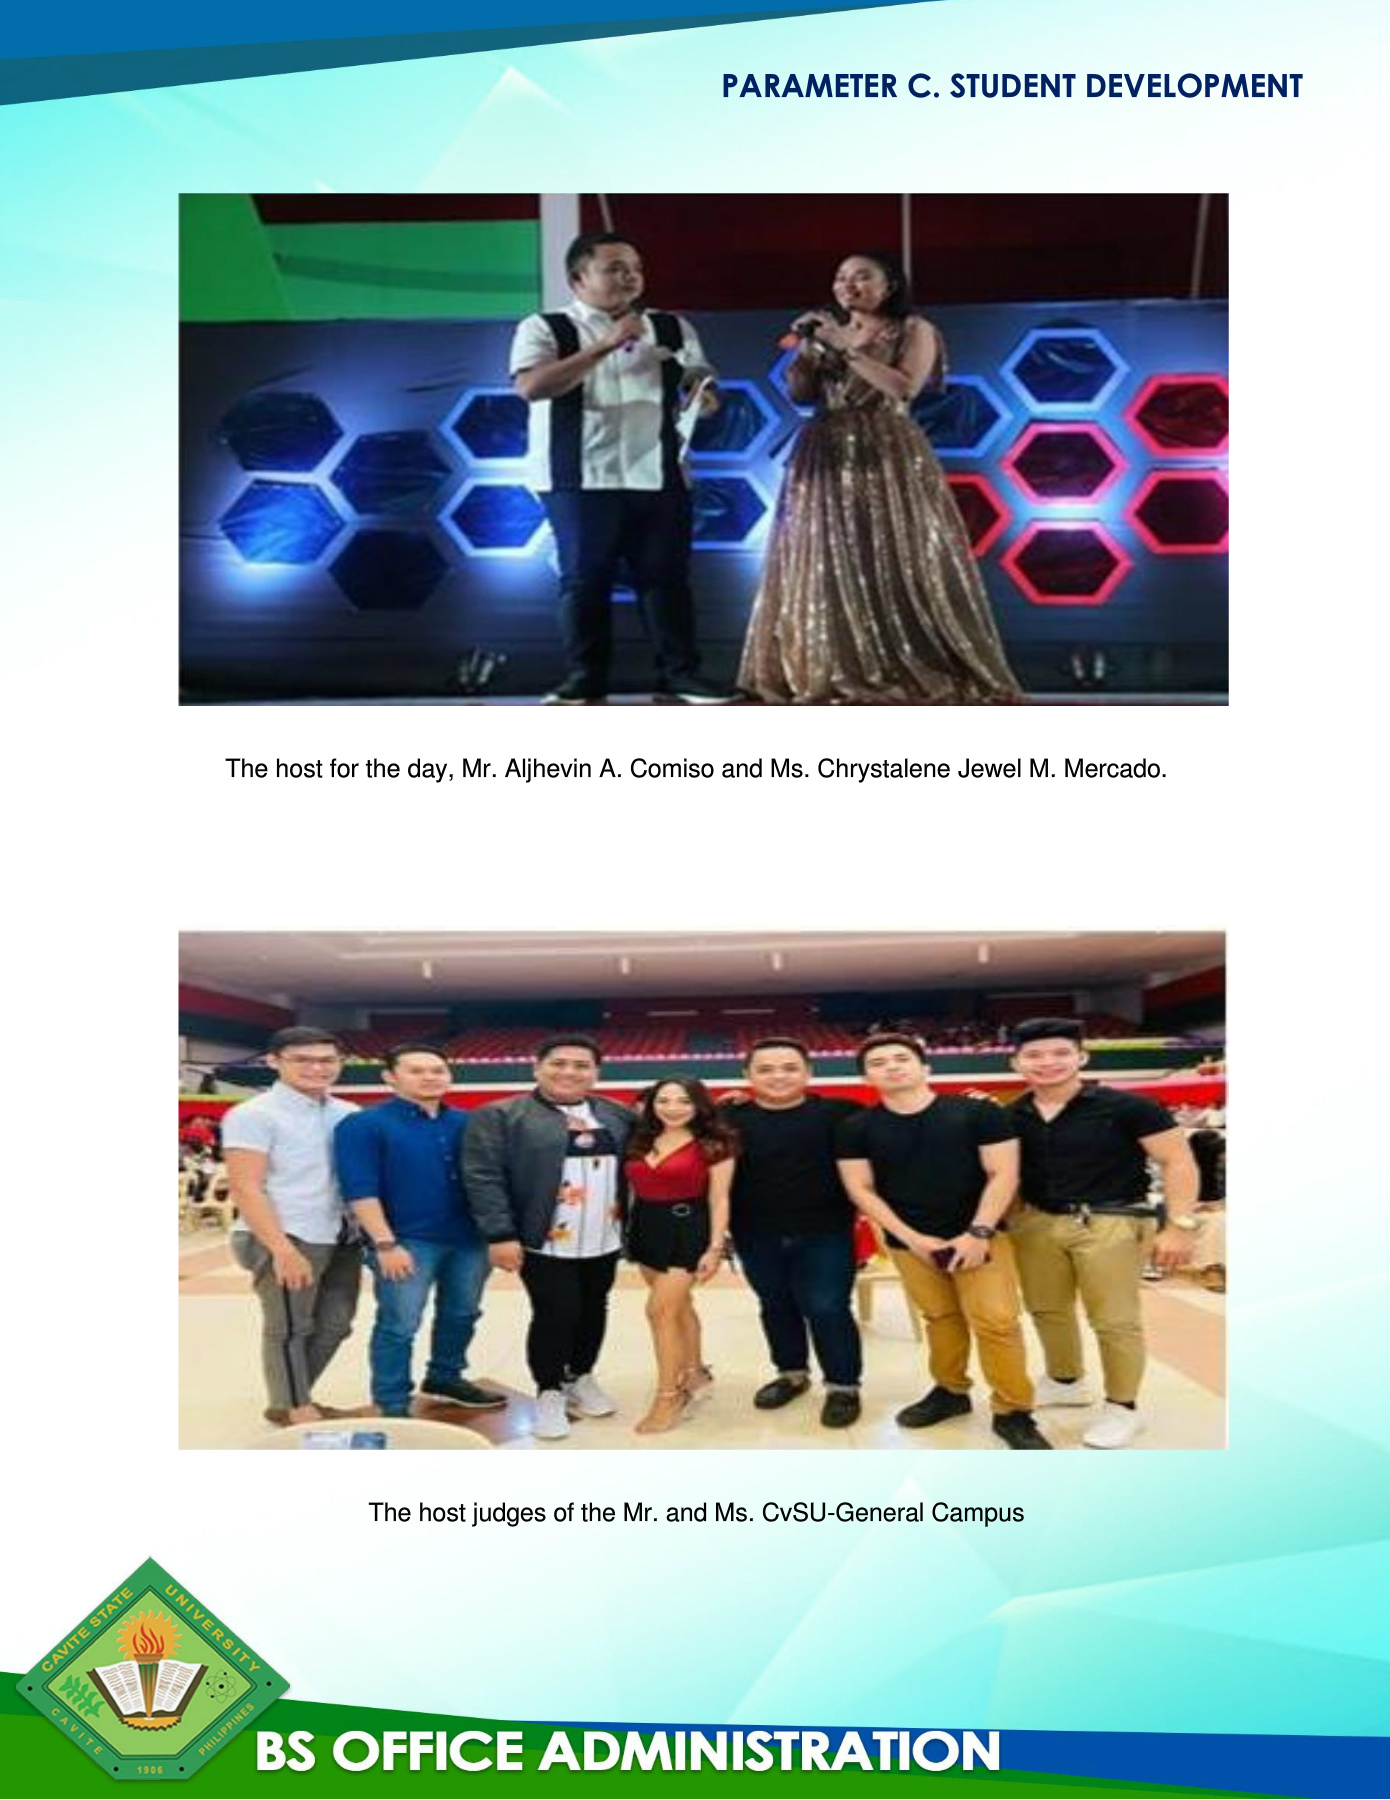 PARAMETER C. STUDENT DEVELOPMENT
The host for the day, Mr. Aljhevin A. Comiso and Ms. Chrystalene Jewel M. Mercado.
The host judges of the Mr. and Ms. CvSU-General Campus
CAVITE STATE UNIVERSITY
CAVITE PHILIPPINES
1906
BS OFFICE ADMINISTRATION